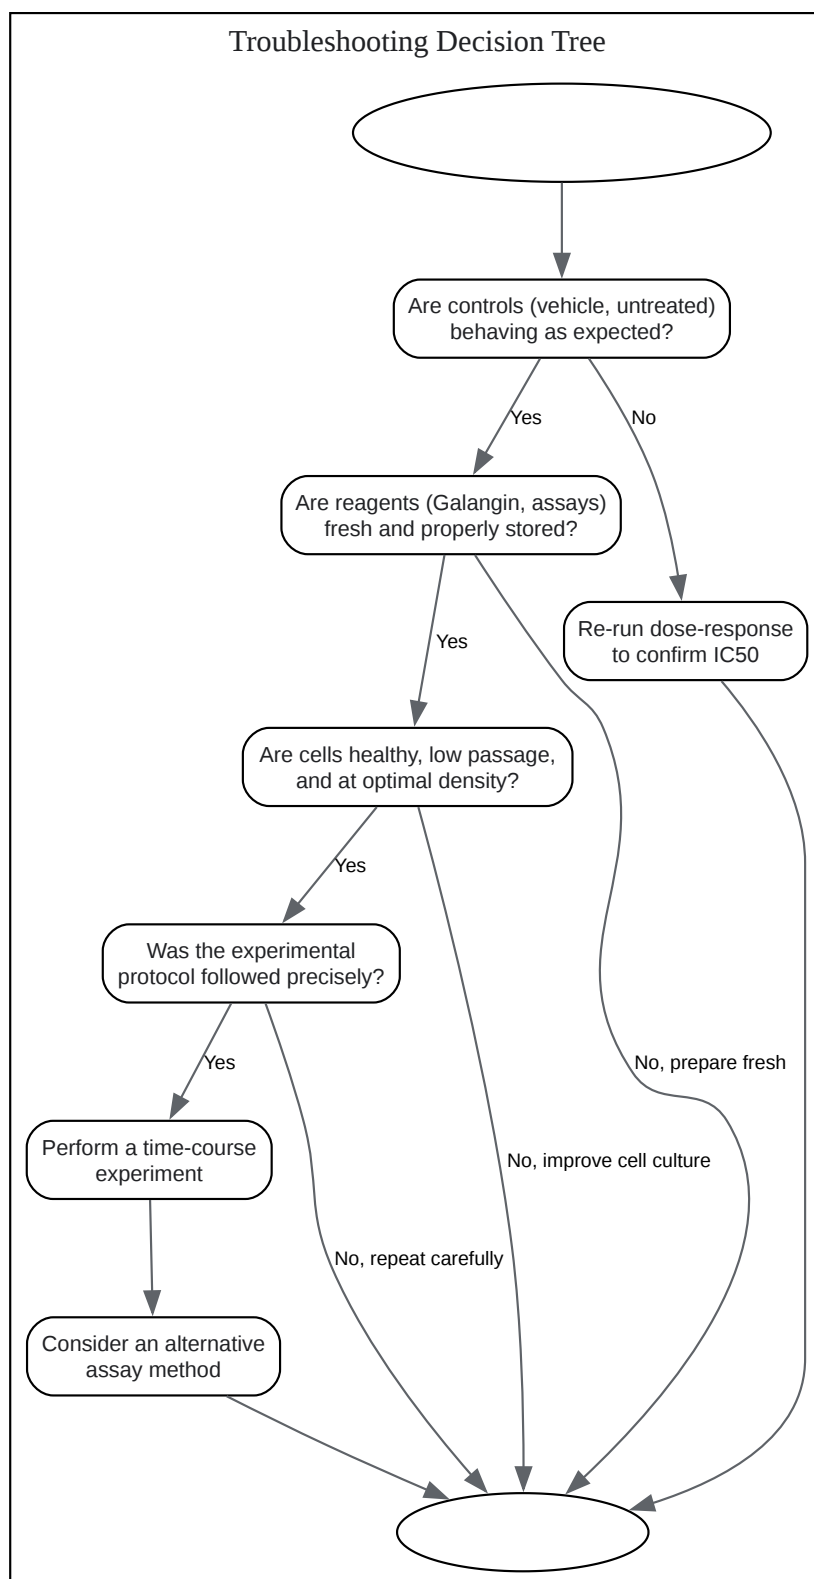 Troubleshooting Decision Tree
Are controls (vehicle, untreated)
behaving as expected?
Yes
No
Are reagents (Galangin, assays)
fresh and properly stored?
Re-run dose-response
to confirm IC50
Yes
Are cells healthy, low passage,
and at optimal density?
Yes
Was the experimental
protocol followed precisely?
Yes
No, prepare fresh
Perform a time-course
experiment
No, improve cell culture
No, repeat carefully
Consider an alternative
assay method